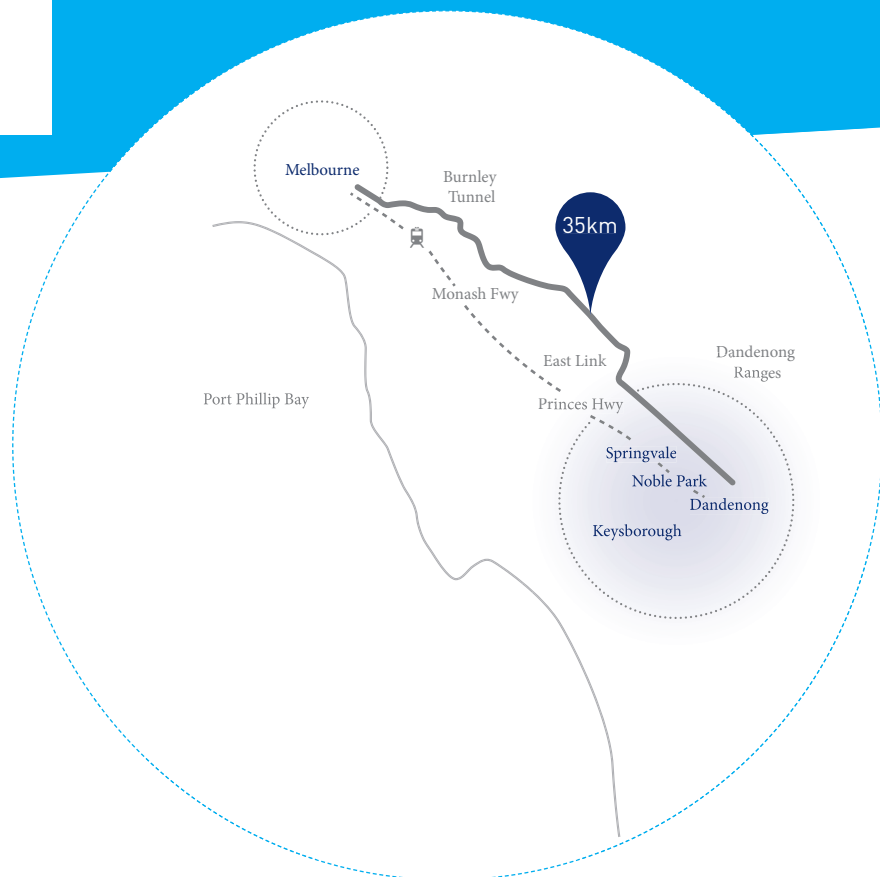 Melbourne
Burnley
Tunnel
35km
Monash Fwy
Dandenong
Ranges
East Link
Port Phillip Bay
Princes Hwy
Springvale
Noble Park
Dandenong
Keysborough